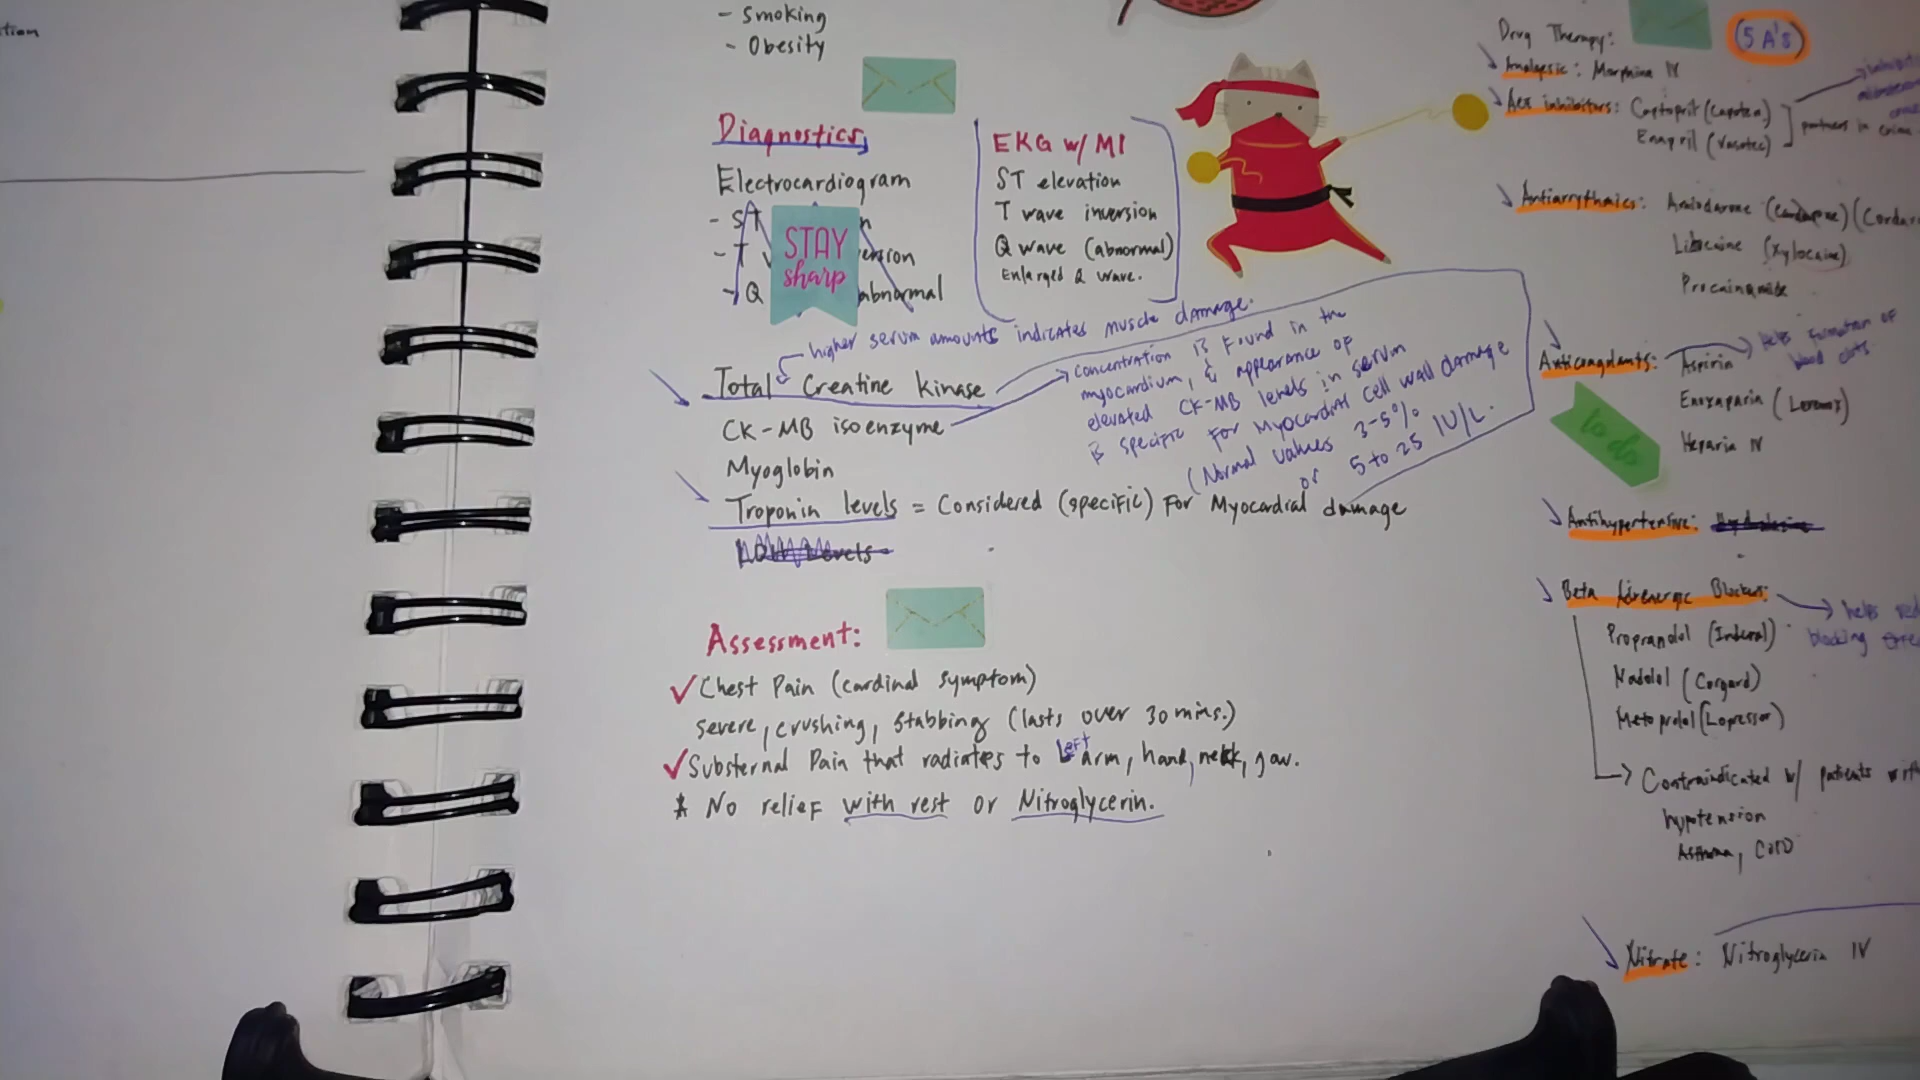 - Smoking
- Obesity
Diagnostics
Electrocardiogram
- ST
- T
- Q abnormal
STAY
sharp
EKG w/ MI
ST elevation
T wave inversion
Q wave (abnormal)
Enlarged Q wave.
higher serum amounts indicates muscle damage.
Total Creatine kinase
CK-MB isoenzyme
Myoglobin
Troponin levels = Considered (specific) For Myocardial damage
concentration is found in the
myocardium, & appearance of
elevated CK-MB levels in serum
is specific for Myocardial cell wall damage
(Normal values 3-5%
or 5 to 25 IU/L.
Assessment:
✓ Chest Pain (cardinal symptom)
severe, crushing, stabbing (lasts over 30 mins.)
✓ Substernal Pain that radiates to Left arm, hand, neck, jaw.
* No relief with rest or Nitroglycerin.
Drug Therapy: (5 A's)
Analgesic: Morphine IV
Ace inhibitors: Captopril (Capoten)
Enapril (Vasotec)
partners in crime
Antiarrythmics: Amiodarone
Lidocaine (Xylocaine)
Procainamide
Anticoagulants: Aspirin
helps formation of
blood clots
Enoxaparin (Lovenox)
Heparin IV
to do
Antihypertensive:
Beta Adrenergic Blockers:
helps
blocking
Propranolol (Inderal)
Nadolol (Corgard)
Metoprolol (Lopressor)
Contraindicated w/ patients with
hypotension
Asthma, COPD
Nitrate: Nitroglycerin IV